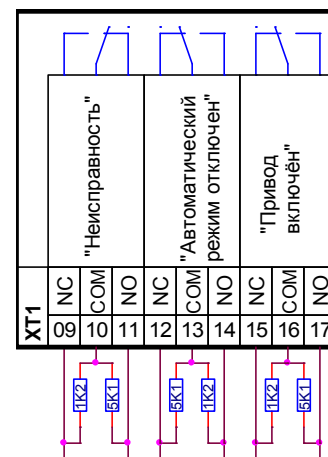 "Неисправность"
"Автоматический
режим отключен"
"Привод
включён"
XT1
NC COM NO NC COM NO NC COM NO
09 10 11 12 13 14 15 16 17
1K2 5K1 5K1 1K2 1K2 5K1